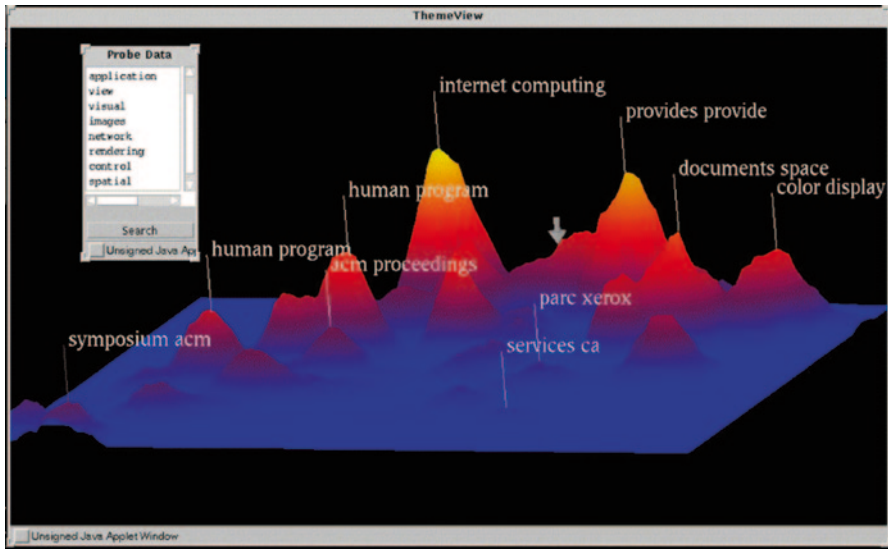 ThemeView
Probe Data
application
view
visual
images
network
rendering
control
spatial
Search
Unsigned Java App
internet computing
provides provide
documents space
color display
human program
human program
acm proceedings
parc xerox
services ca
symposium acm
Unsigned Java Applet Window